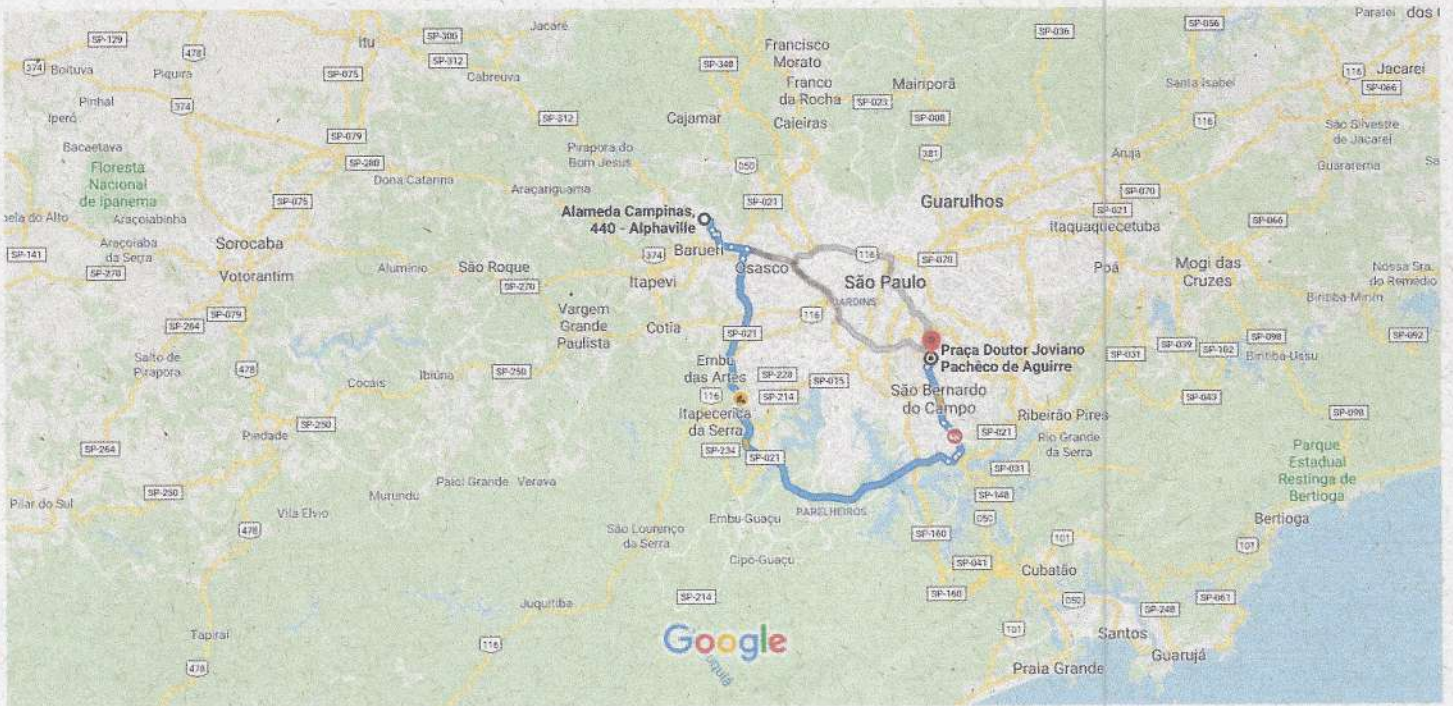 SP-129
Itu
SP-300
Jacaré
SP-056
Paratei
dos
374
Boituva
478
Piquira
SP-075
SP-312
Cabreuva
SP-348
Francisco
Morato
Franco
da Rocha
SP-023
Mairiporã
SP-036
Santa Isabel
116
Jacarei
SP-066
Pinhal
374
Iperó
SP-079
SP-312
Cajamar
Caieiras
SP-008
116
São Silvestre
de Jacarei
Bacaetava
SP-280
Pirapora do
Bom Jesus
050
381
Arujá
Guararema
Floresta
Nacional
de Ipanema
Dona Catarina
Araçariguama
SP-070
SP-075
SP-021
Guarulhos
SP-021
ela do Alto
Araçoiabinha
Alameda Campinas,
440 - Alphaville
SP-066
Itaquaquecetuba
Araçoiaba
da Serra
Sorocaba
374
Barueri
116
SP-141
SP-270
Votorantim
Aluminio
São Roque
SP-270
Itapevi
Osasco
SP-070
São Paulo
Poá
Mogi das
Cruzes
Nossa Sra.
do Remédio
JARDINS
Biritiba-Mirim
SP-264
SP-079
Vargem
Grande
Paulista
Cotia
116
SP-021
SP-098
SP-092
Salto de
Pirapora
SP-039
SP-102
Praça Doutor Joviano
Pacheco de Aguirre
SP-031
Biritiba-Ussu
478
Cocais
Ibiúna
SP-250
Embu
das Artes
SP-228
SP-015
São Bernardo
do Campo
SP-043
116
SP-214
Itapecerica
da Serra
Ribeirão Pires
SP-098
SP-250
Piedade
SP-021
Rio Grande
da Serra
SP-264
SP-234
SP-021
SP-031
Parque
Estadual
Restinga de
Bertioga
Pilar do Sul
SP-250
Murundu
Paiol Grande
Verava
SP-148
Vila Elvio
PARELHEIROS
Embu-Guaçu
050
Bertioga
478
São Lourenço
da Serra
SP-160
101
101
Cipó-Guaçu
SP-041
Cubatão
SP-214
SP-160
050
SP-248
SP-061
Juquitiba
Tapiraí
116
Google
101
Santos
Guarujá
478
Praia Grande